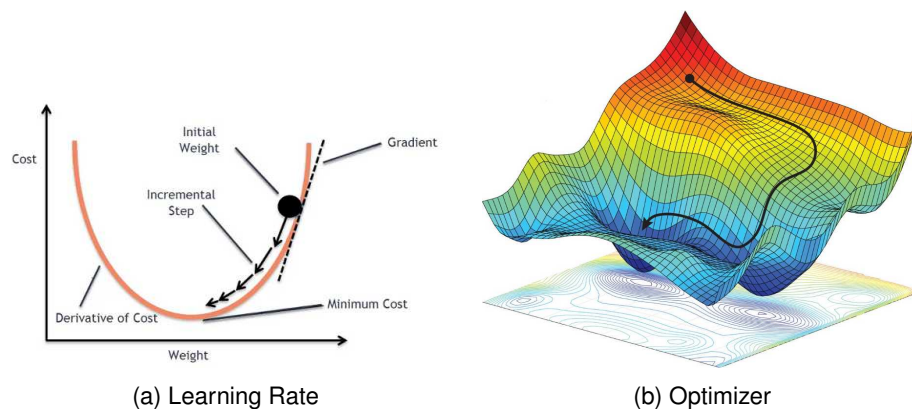 Initial
Weight
Gradient
Cost
Incremental
Step
Minimum Cost
Derivative of Cost
Weight
(a) Learning Rate
(b) Optimizer